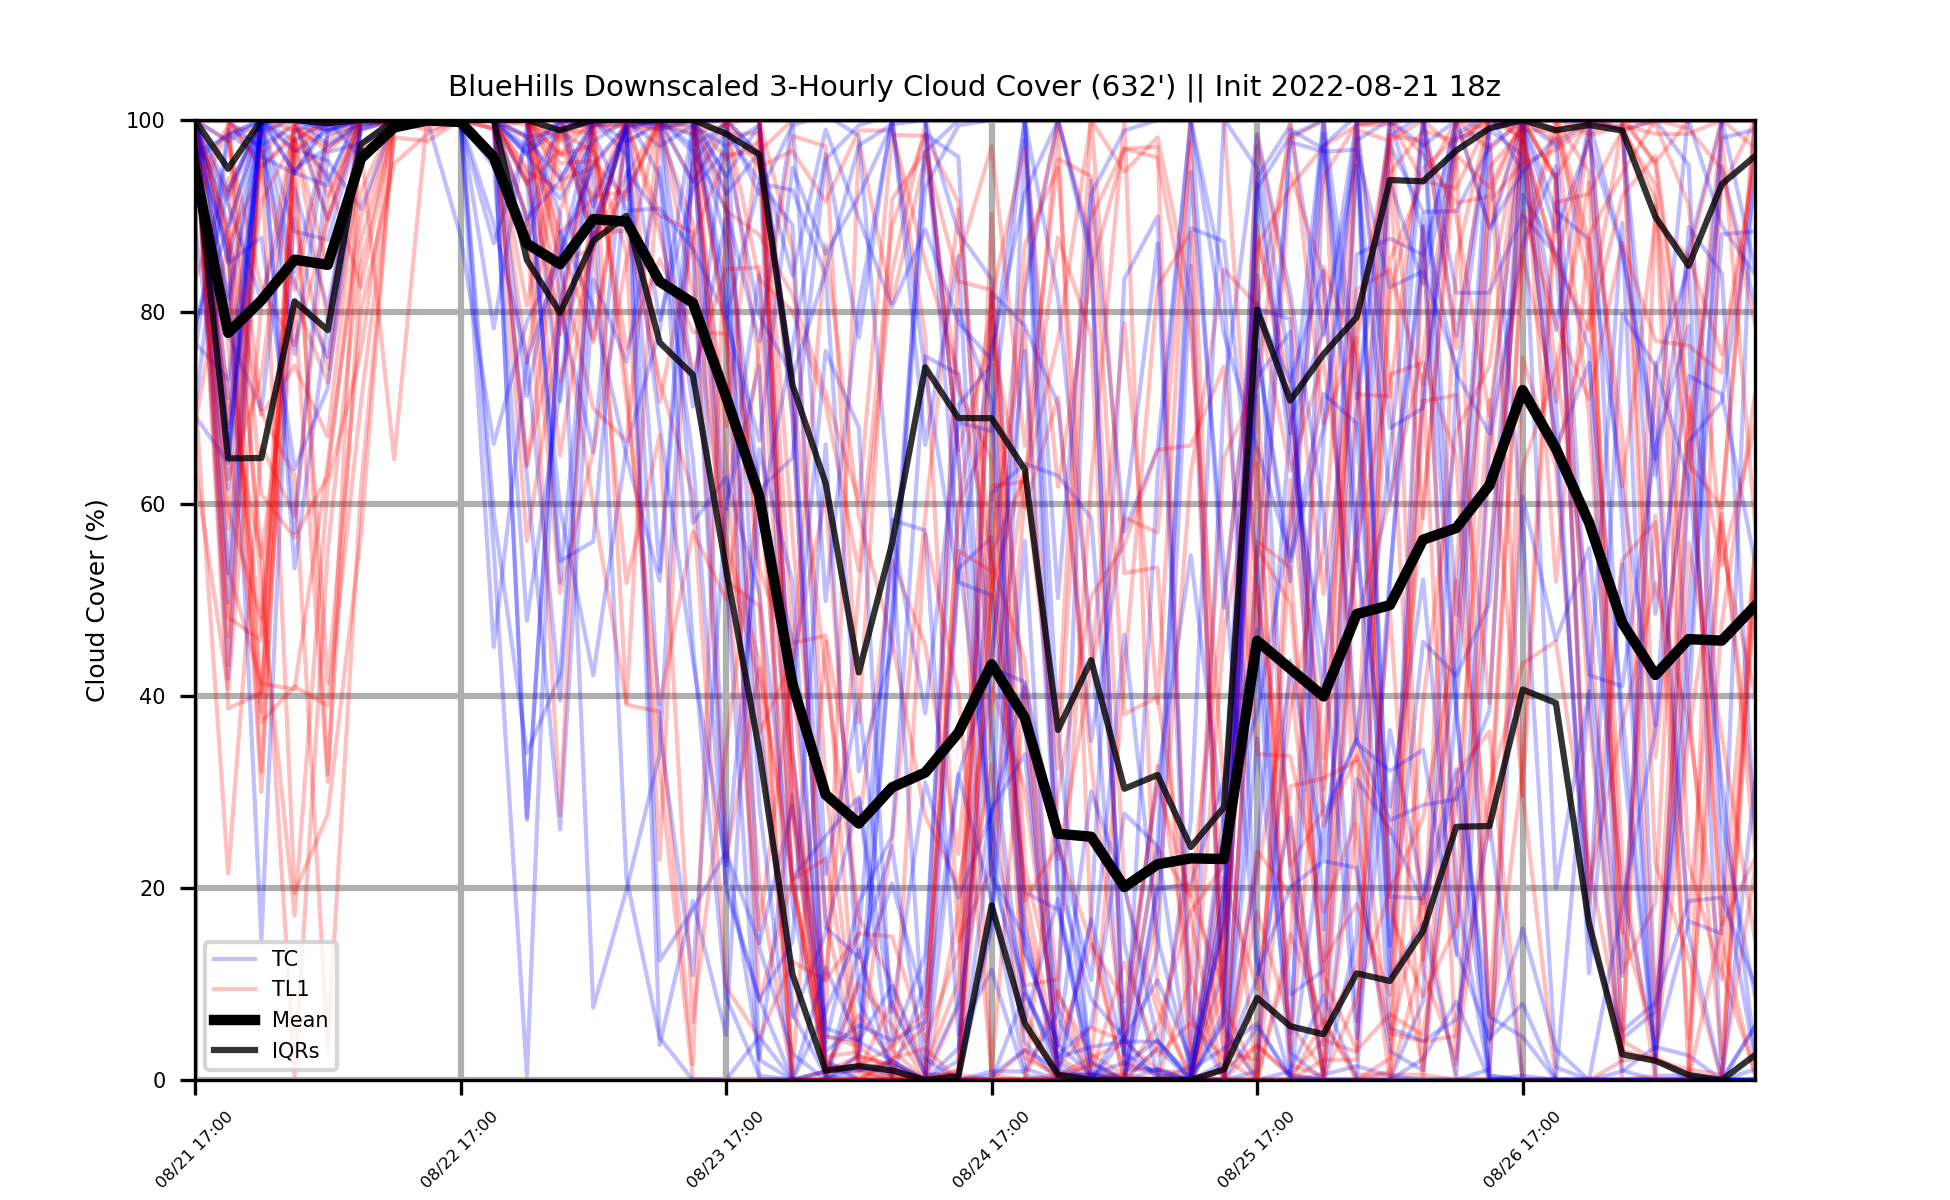 BlueHills Downscaled 3-Hourly Cloud Cover (632') || Init 2022-08-21 18z
Cloud Cover (%)
100
80
60
40
20
0
TC
TL1
Mean
IQRs
08/21 17:00
08/22 17:00
08/23 17:00
08/24 17:00
08/25 17:00
08/26 17:00